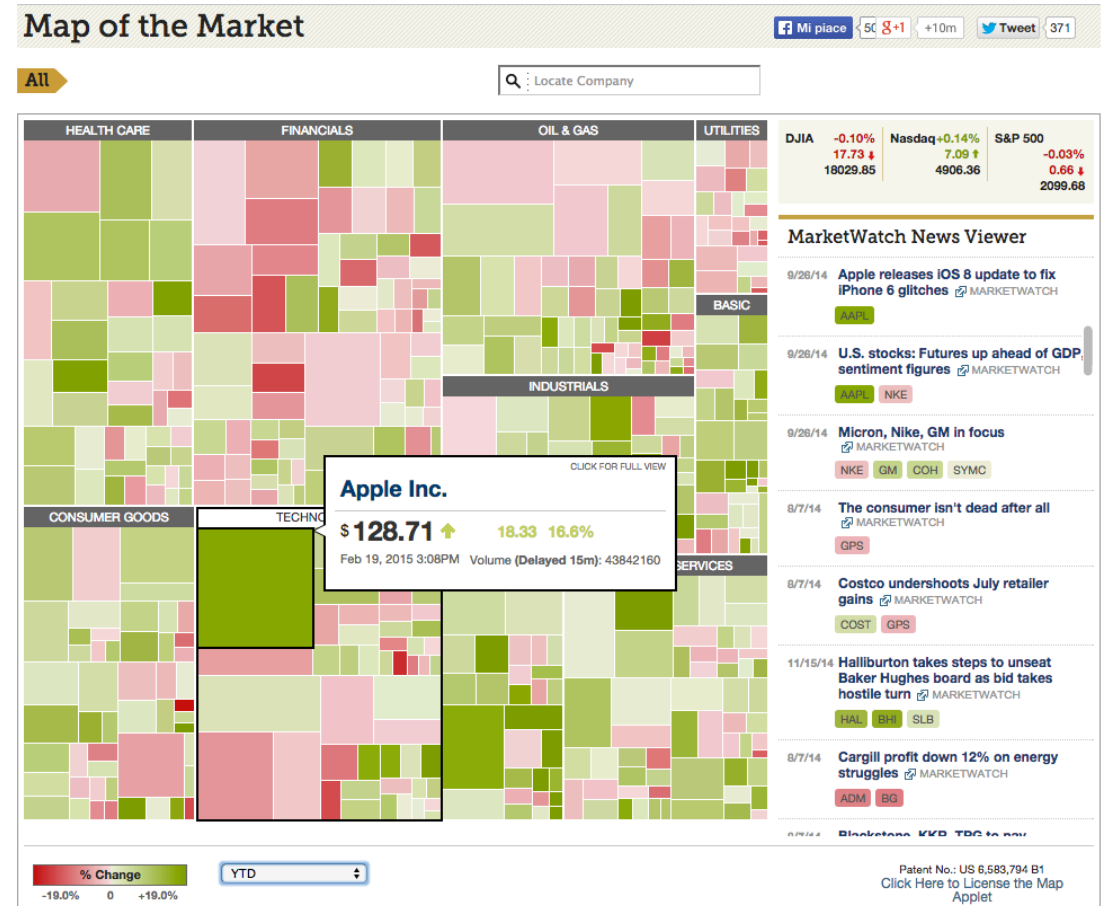 Map of the Market
Mi piace 50 g+1 +10m Tweet 371
All
Locate Company
HEALTH CARE FINANCIALS OIL & GAS UTILITIES
DJIA -0.10% Nasdaq +0.14% S&P 500
17.73 7.09 -0.03%
18029.85 4906.36 0.66
2099.68
MarketWatch News Viewer
9/26/14 Apple releases iOS 8 update to fix
iPhone 6 glitches MARKETWATCH
AAPL
BASIC
9/26/14 U.S. stocks: Futures up ahead of GDP,
sentiment figures MARKETWATCH
AAPL NKE
INDUSTRIALS
9/26/14 Micron, Nike, GM in focus
MARKETWATCH
NKE GM COH SYMC
CLICK FOR FULL VIEW
Apple Inc.
$128.71 18.33 16.6%
Feb 19, 2015 3:08PM Volume (Delayed 15m): 43842160
8/7/14 The consumer isn't dead after all
MARKETWATCH
GPS
CONSUMER GOODS
SERVICES
8/7/14 Costco undershoots July retailer
gains MARKETWATCH
COST GPS
11/15/14 Halliburton takes steps to unseat
Baker Hughes board as bid takes
hostile turn MARKETWATCH
HAL BHI SLB
8/7/14 Cargill profit down 12% on energy
struggles MARKETWATCH
ADM BG
Blackstone, KKR, TPG to pay
% Change
-19.0% 0 +19.0%
YTD
Patent No.: US 6,583,794 B1
Click Here to License the Map
Applet